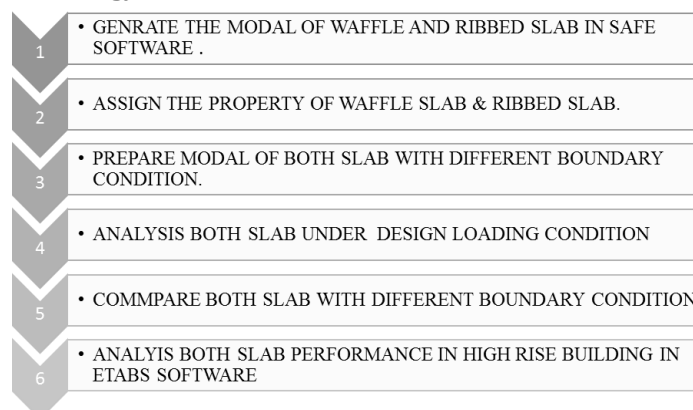 1
• GENRATE THE MODAL OF WAFFLE AND RIBBED SLAB IN SAFE
SOFTWARE .
2
• ASSIGN THE PROPERTY OF WAFFLE SLAB & RIBBED SLAB.
3
• PREPARE MODAL OF BOTH SLAB WITH DIFFERENT BOUNDARY
CONDITION.
4
• ANALYSIS BOTH SLAB UNDER DESIGN LOADING CONDITION
5
• COMMPARE BOTH SLAB WITH DIFFERENT BOUNDARY CONDITION
6
• ANALYIS BOTH SLAB PERFORMANCE IN HIGH RISE BUILDING IN
ETABS SOFTWARE